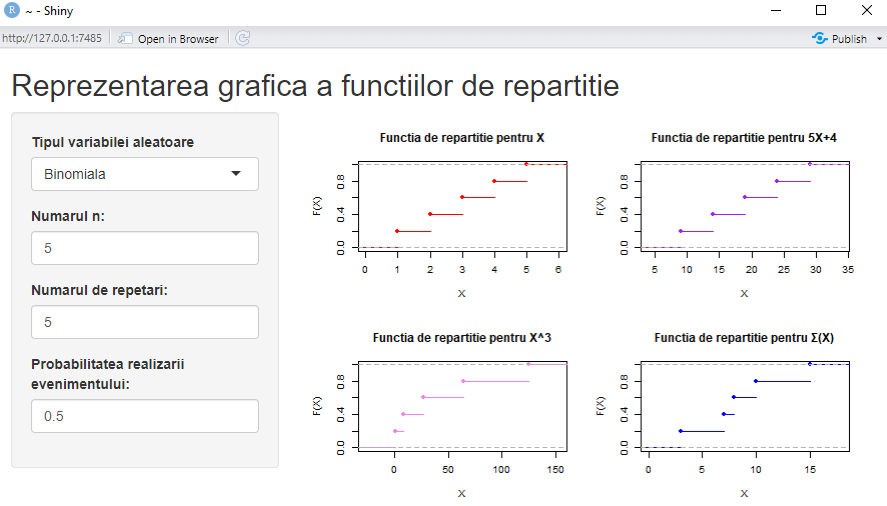 R ~ - Shiny
http://127.0.0.1:7485 Open in Browser Publish
Reprezentarea grafica a functiilor de repartitie
Tipul variabilei aleatoare
Binomiala
Numarul n:
5
Numarul de repetari:
5
Probabilitatea realizarii
evenimentului:
0.5
Functia de repartitie pentru X
F(X)
0.8
0.4
0.0
0 1 2 3 4 5 6
X
Functia de repartitie pentru 5X+4
F(X)
0.8
0.4
0.0
5 10 15 20 25 30 35
X
Functia de repartitie pentru X^3
F(X)
0.8
0.4
0.0
0 50 100 150
X
Functia de repartitie pentru Σ(X)
F(X)
0.8
0.4
0.0
0 5 10 15
X